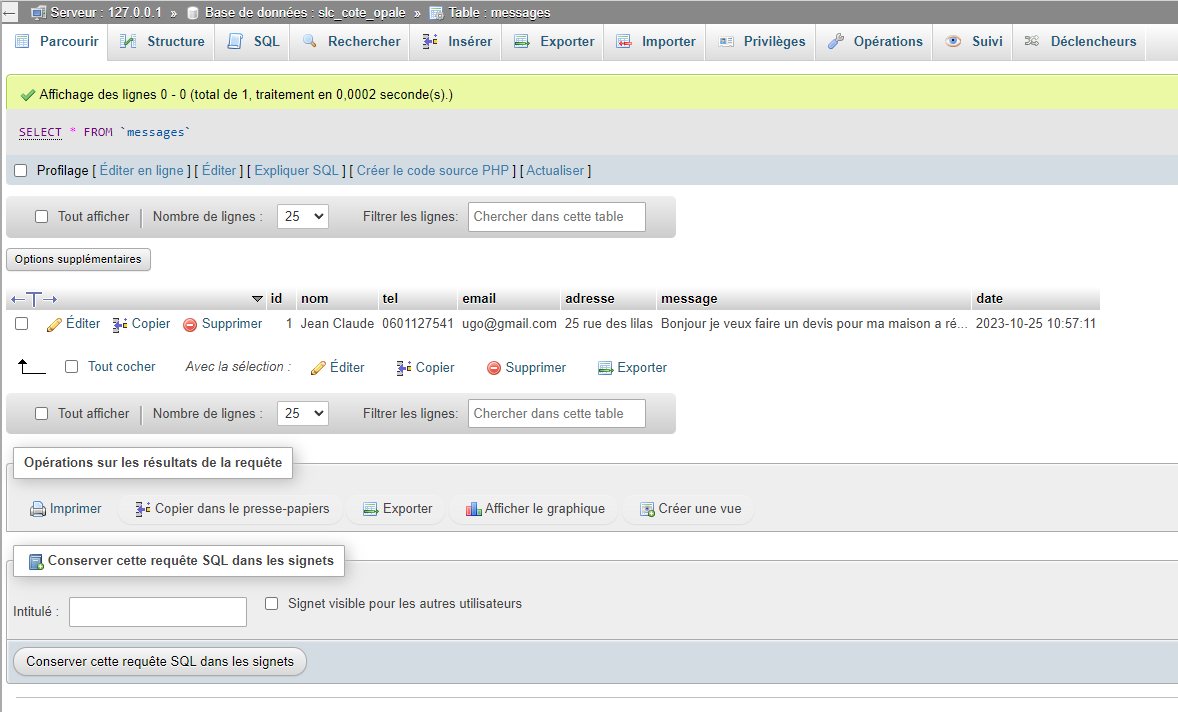 Serveur : 127.0.0.1 » Base de données : slc_cote_opale » Table : messages
Parcourir Structure SQL Rechercher Insérer Exporter Importer Privilèges Opérations Suivi Déclencheurs
Affichage des lignes 0 - 0 (total de 1, traitement en 0,0002 seconde(s).)
SELECT * FROM `messages`
Profilage [ Éditer en ligne ] [ Éditer ] [ Expliquer SQL ] [ Créer le code source PHP ] [ Actualiser ]
Tout afficher Nombre de lignes : 25 Filtrer les lignes: Chercher dans cette table
Options supplémentaires
←T→ id nom tel email adresse message date
Éditer Copier Supprimer 1 Jean Claude 0601127541 ugo@gmail.com 25 rue des lilas Bonjour je veux faire un devis pour ma maison a ré... 2023-10-25 10:57:11
Tout cocher Avec la sélection : Éditer Copier Supprimer Exporter
Tout afficher Nombre de lignes : 25 Filtrer les lignes: Chercher dans cette table
Opérations sur les résultats de la requête
Imprimer Copier dans le presse-papiers Exporter Afficher le graphique Créer une vue
Conserver cette requête SQL dans les signets
Intitulé : Signet visible pour les autres utilisateurs
Conserver cette requête SQL dans les signets